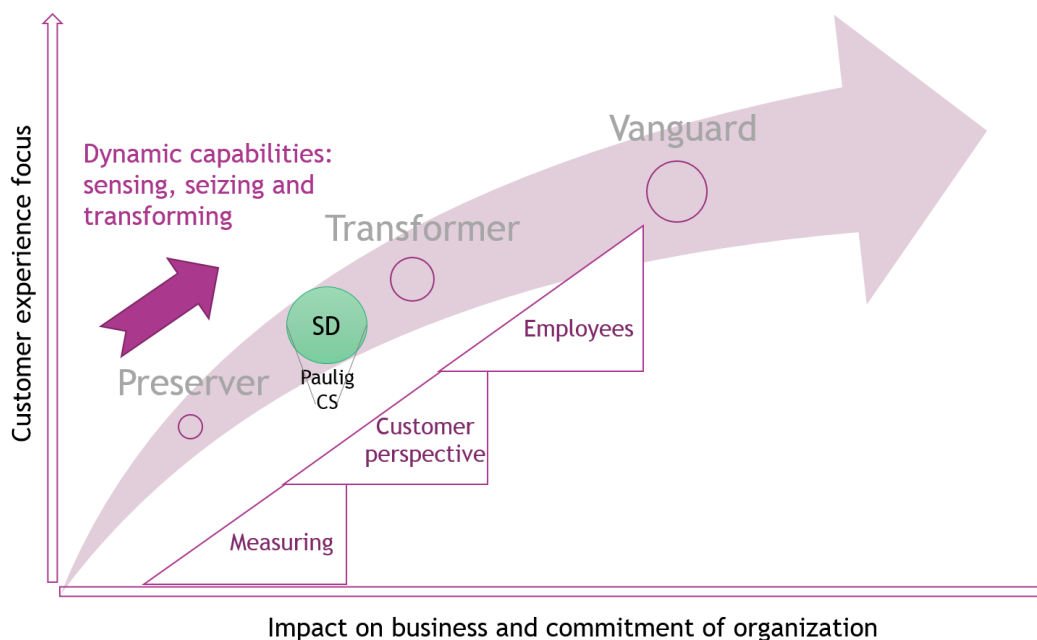 Customer experience focus
Dynamic capabilities:
sensing, seizing and
transforming
Vanguard
Transformer
SD
Preserver
Paulig
CS
Employees
Customer
perspective
Measuring
Impact on business and commitment of organization